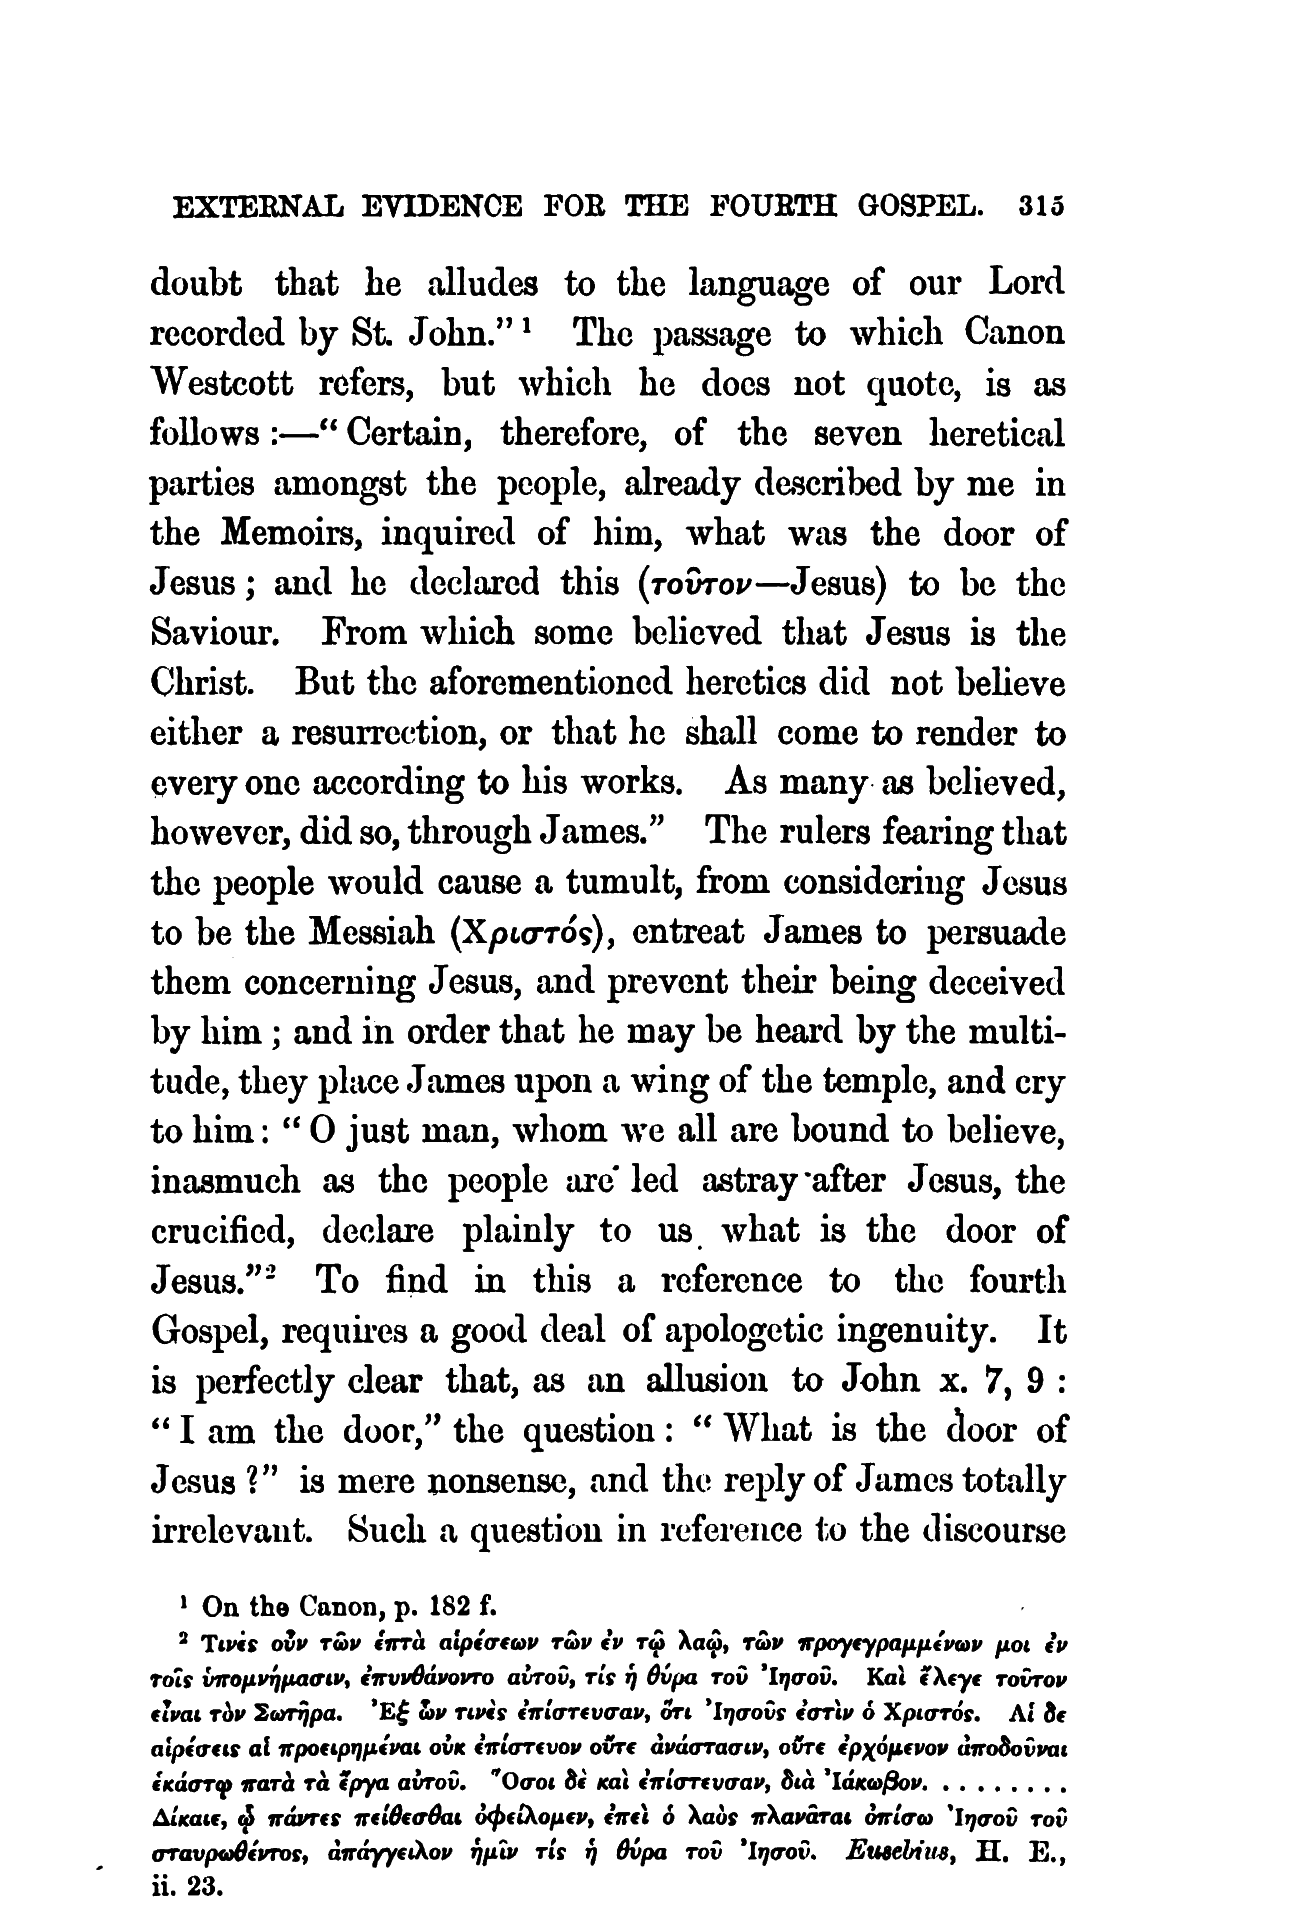 EXTERNAL EVIDENCE FOR THE FOURTH GOSPEL. 315
doubt that he alludes to the language of our Lord
recorded by St. John." ¹ The passage to which Canon
Westcott refers, but which he does not quote, is as
follows :—" Certain, therefore, of the seven heretical
parties amongst the people, already described by me in
the Memoirs, inquired of him, what was the door of
Jesus ; and he declared this (τοῦτον—Jesus) to be the
Saviour. From which some believed that Jesus is the
Christ. But the aforementioned heretics did not believe
either a resurrection, or that he shall come to render to
every one according to his works. As many as believed,
however, did so, through James." The rulers fearing that
the people would cause a tumult, from considering Jesus
to be the Messiah (Χριστός), entreat James to persuade
them concerning Jesus, and prevent their being deceived
by him ; and in order that he may be heard by the multi-
tude, they place James upon a wing of the temple, and cry
to him : " O just man, whom we all are bound to believe,
inasmuch as the people are led astray after Jesus, the
crucified, declare plainly to us what is the door of
Jesus."² To find in this a reference to the fourth
Gospel, requires a good deal of apologetic ingenuity. It
is perfectly clear that, as an allusion to John x. 7, 9 :
" I am the door," the question : " What is the door of
Jesus ?" is mere nonsense, and the reply of James totally
irrelevant. Such a question in reference to the discourse
¹ On the Canon, p. 182 f.
² Τινὲς οὖν τῶν ἑπτὰ αἱρέσεων τῶν ἐν τῷ λαῷ, τῶν προγεγραμμένων μοι ἐν
τοῖς ὑπομνήμασιν, ἐπυνθάνοντο αὐτοῦ, τίς ἡ θύρα τοῦ Ἰησοῦ. Καὶ ἔλεγε τοῦτον
εἶναι τὸν Σωτῆρα. Ἐξ ὧν τινὲς ἐπίστευσαν, ὅτι Ἰησοῦς ἐστὶν ὁ Χριστός. Αἱ δε
αἱρέσεις αἱ προειρημέναι οὐκ ἐπίστευον οὔτε ἀνάστασιν, οὔτε ἐρχόμενον ἀποδοῦναι
ἑκάστῳ πατὰ τὰ ἔργα αὐτοῦ. Ὅσοι δὲ καὶ ἐπίστευσαν, διὰ Ἰάκωβον. . . . . . . . .
Δίκαιε, ᾧ πάντες πείθεσθαι ὀφείλομεν, ἐπεὶ ὁ λαὸς πλανᾶται ὀπίσω Ἰησοῦ τοῦ
σταυρωθέντος, ἀπάγγειλον ἡμῖν τίς ἡ θύρα τοῦ Ἰησοῦ. Eusebius, H. E.,
ii. 23.